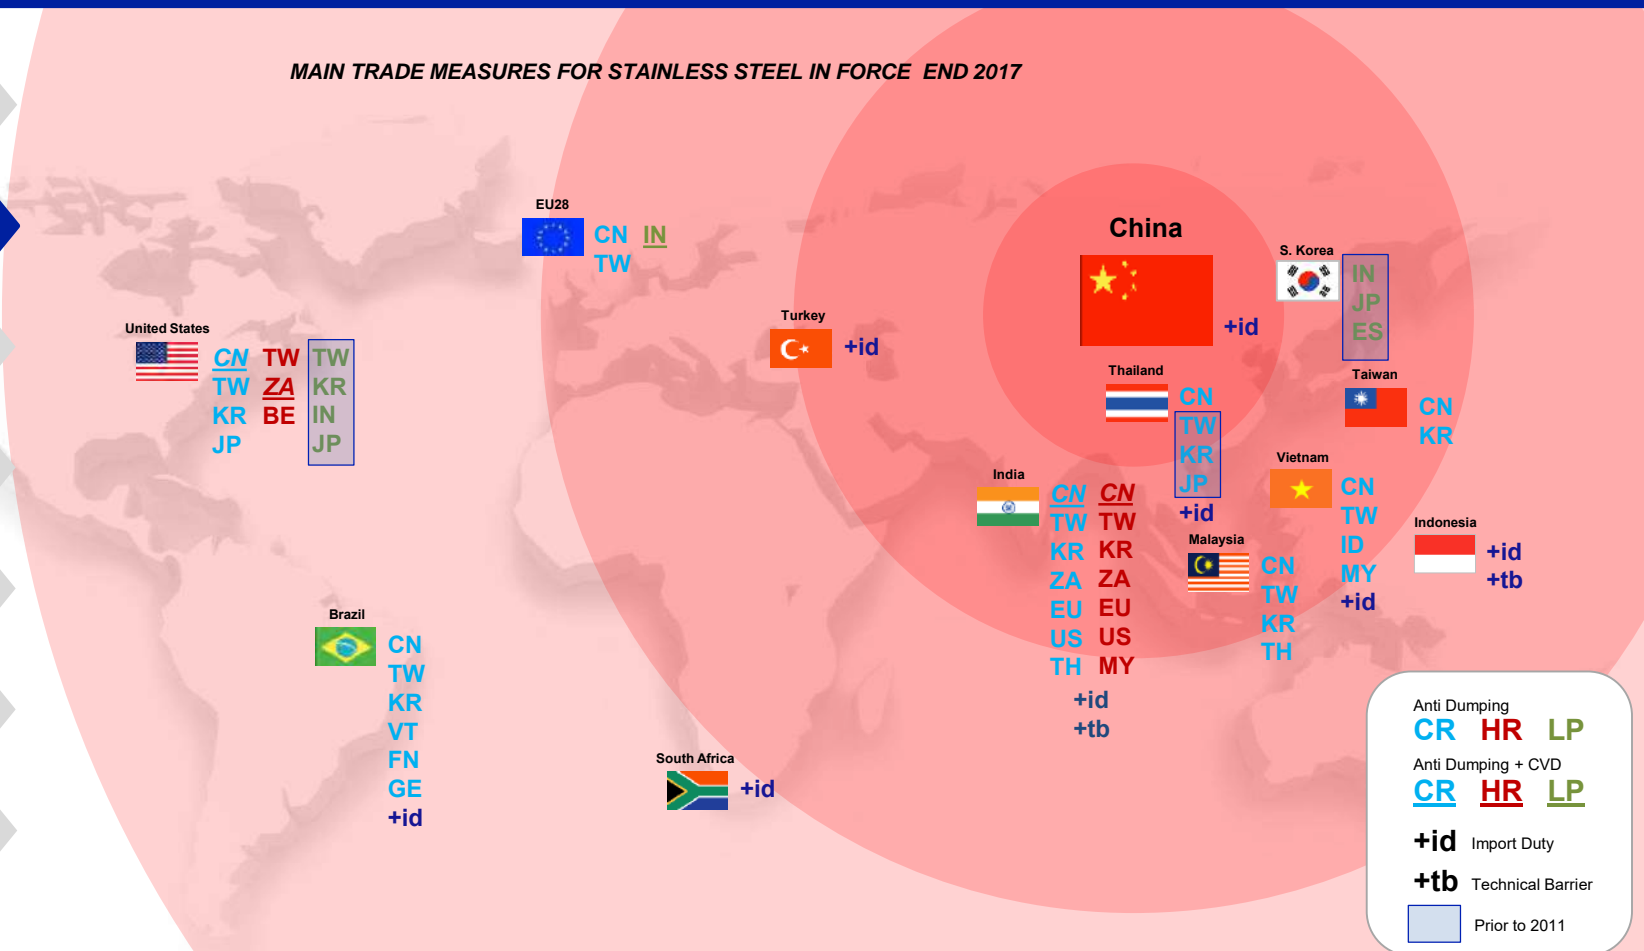 MAIN TRADE MEASURES FOR STAINLESS STEEL IN FORCE END 2017
EU28
CN IN
TW
China
+id
S. Korea
IN
JP
ES
Turkey
+id
United States
CN TW TW
TW ZA KR
KR BE IN
JP JP
Thailand
CN
TW
KR
JP
+id
Taiwan
CN
KR
India
CN CN
TW TW
KR KR
ZA ZA
EU EU
US US
TH MY
+id
+tb
Vietnam
CN
TW
ID
MY
+id
Malaysia
CN
TW
KR
TH
Indonesia
+id
+tb
Brazil
CN
TW
KR
VT
FN
GE
+id
South Africa
+id
Anti Dumping
CR HR LP
Anti Dumping + CVD
CR HR LP
+id Import Duty
+tb Technical Barrier
Prior to 2011